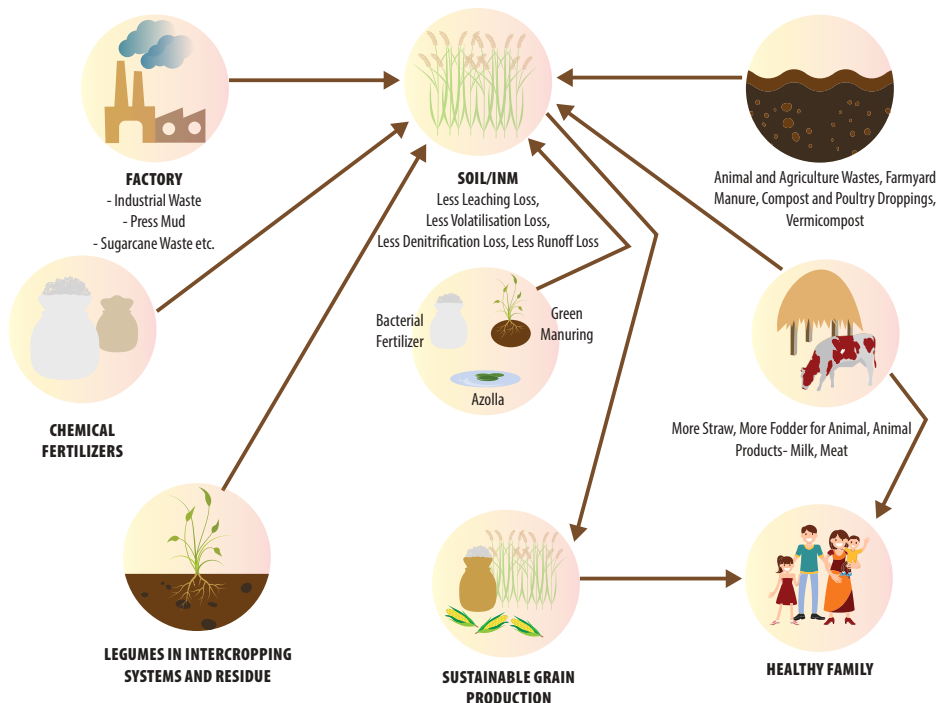 FACTORY
- Industrial Waste
- Press Mud
- Sugarcane Waste etc.
SOIL/INM
Less Leaching Loss,
Less Volatilisation Loss,
Less Denitrification Loss, Less Runoff Loss
Animal and Agriculture Wastes, Farmyard
Manure, Compost and Poultry Droppings,
Vermicompost
CHEMICAL
FERTILIZERS
Bacterial
Fertilizer
Green
Manuring
Azolla
More Straw, More Fodder for Animal, Animal
Products- Milk, Meat
LEGUMES IN INTERCROPPING
SYSTEMS AND RESIDUE
SUSTAINABLE GRAIN
PRODUCTION
HEALTHY FAMILY